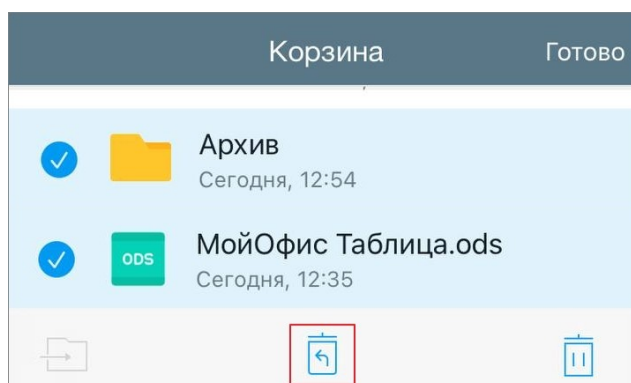 Корзина
Готово
Архив
Сегодня, 12:54
ODS
МойОфис Таблица.ods
Сегодня, 12:35